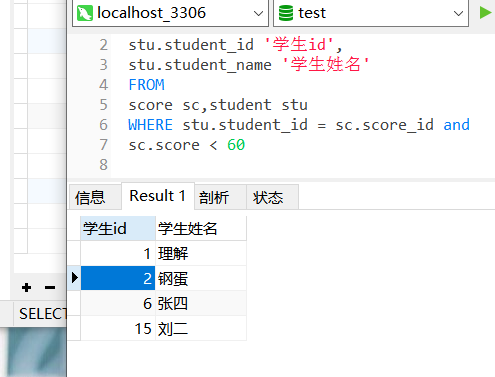 localhost_3306 test
2 stu.student_id '学生id',
3 stu.student_name '学生姓名'
4 FROM
5 score sc,student stu
6 WHERE stu.student_id = sc.score_id and
7 sc.score < 60
8
信息 Result 1 剖析 状态
学生id 学生姓名
1 理解
2 钢蛋
6 张四
15 刘二
+ −
SELECT